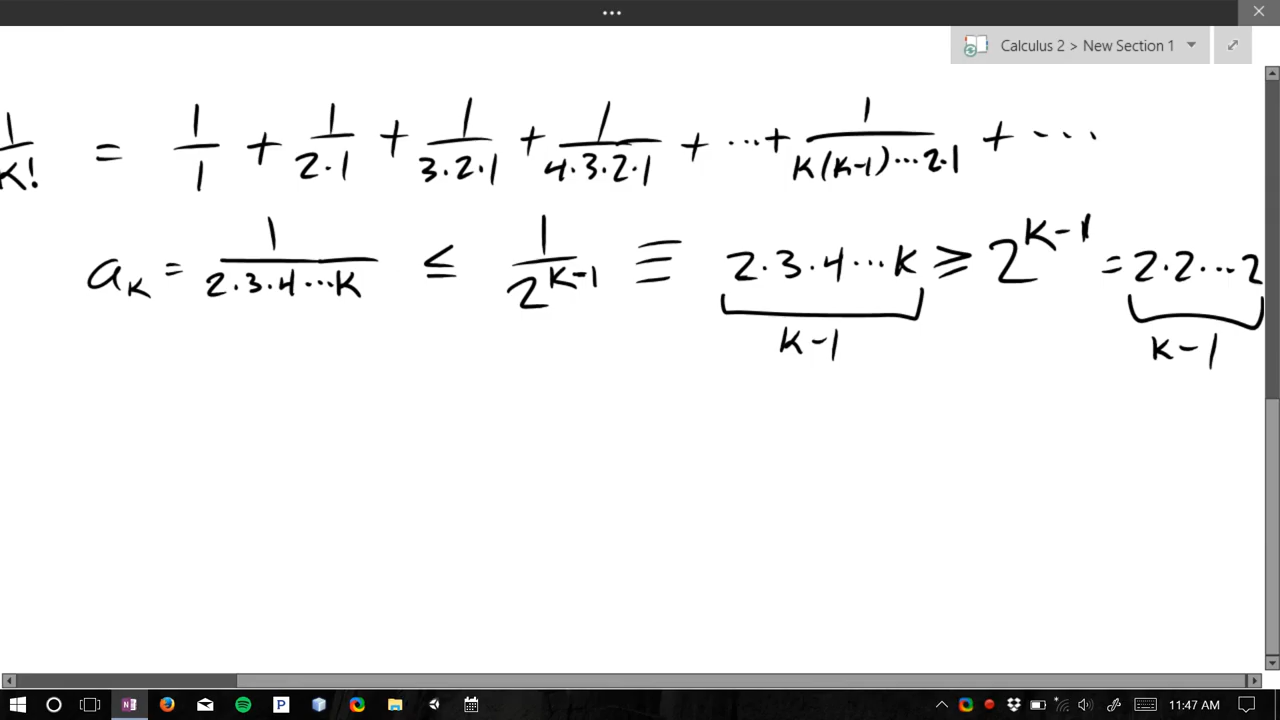 ...
Calculus 2 > New Section 1
1/K! = 1/1 + 1/(2·1) + 1/(3·2·1) + 1/(4·3·2·1) + ··· + 1/(K(K-1)···2·1) + ···
a_K = 1/(2·3·4···K) ≤ 1/2^(K-1) ≡ 2·3·4···K ≥ 2^(K-1) = 2·2···2
K-1 K-1
11:47 AM